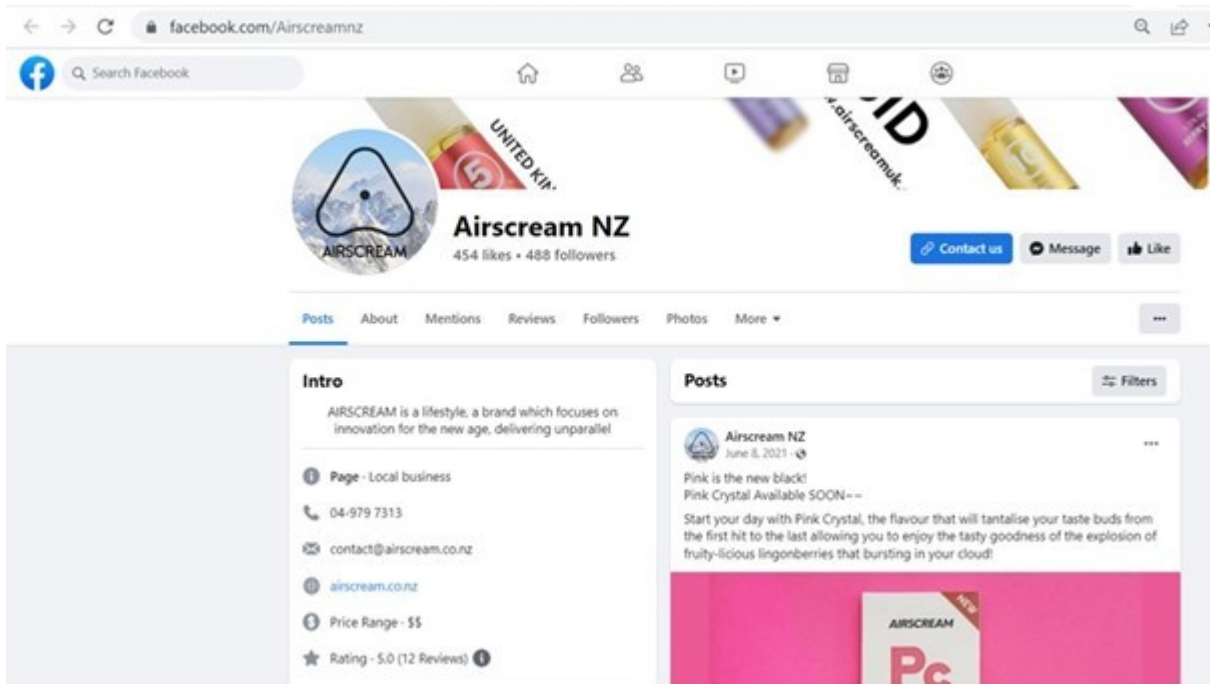 facebook.com/Airscreamnz
Search Facebook
UNITED KIN
OID
w.airscreamuk.
BERRY
AIRSCREAM
Airscream NZ
454 likes • 488 followers
Contact us
Message
Like
Posts
About
Mentions
Reviews
Followers
Photos
More
Intro
AIRSCREAM is a lifestyle, a brand which focuses on
innovation for the new age, delivering unparallel
Page · Local business
04-979 7313
contact@airscream.co.nz
airscream.co.nz
Price Range · $$
Rating · 5.0 (12 Reviews)
Posts
Filters
Airscream NZ
June 8, 2021 ·
Pink is the new black!
Pink Crystal Available SOON~~
Start your day with Pink Crystal, the flavour that will tantalise your taste buds from
the first hit to the last allowing you to enjoy the tasty goodness of the explosion of
fruity-licious lingonberries that bursting in your cloud!
NEW
AIRSCREAM
Pc